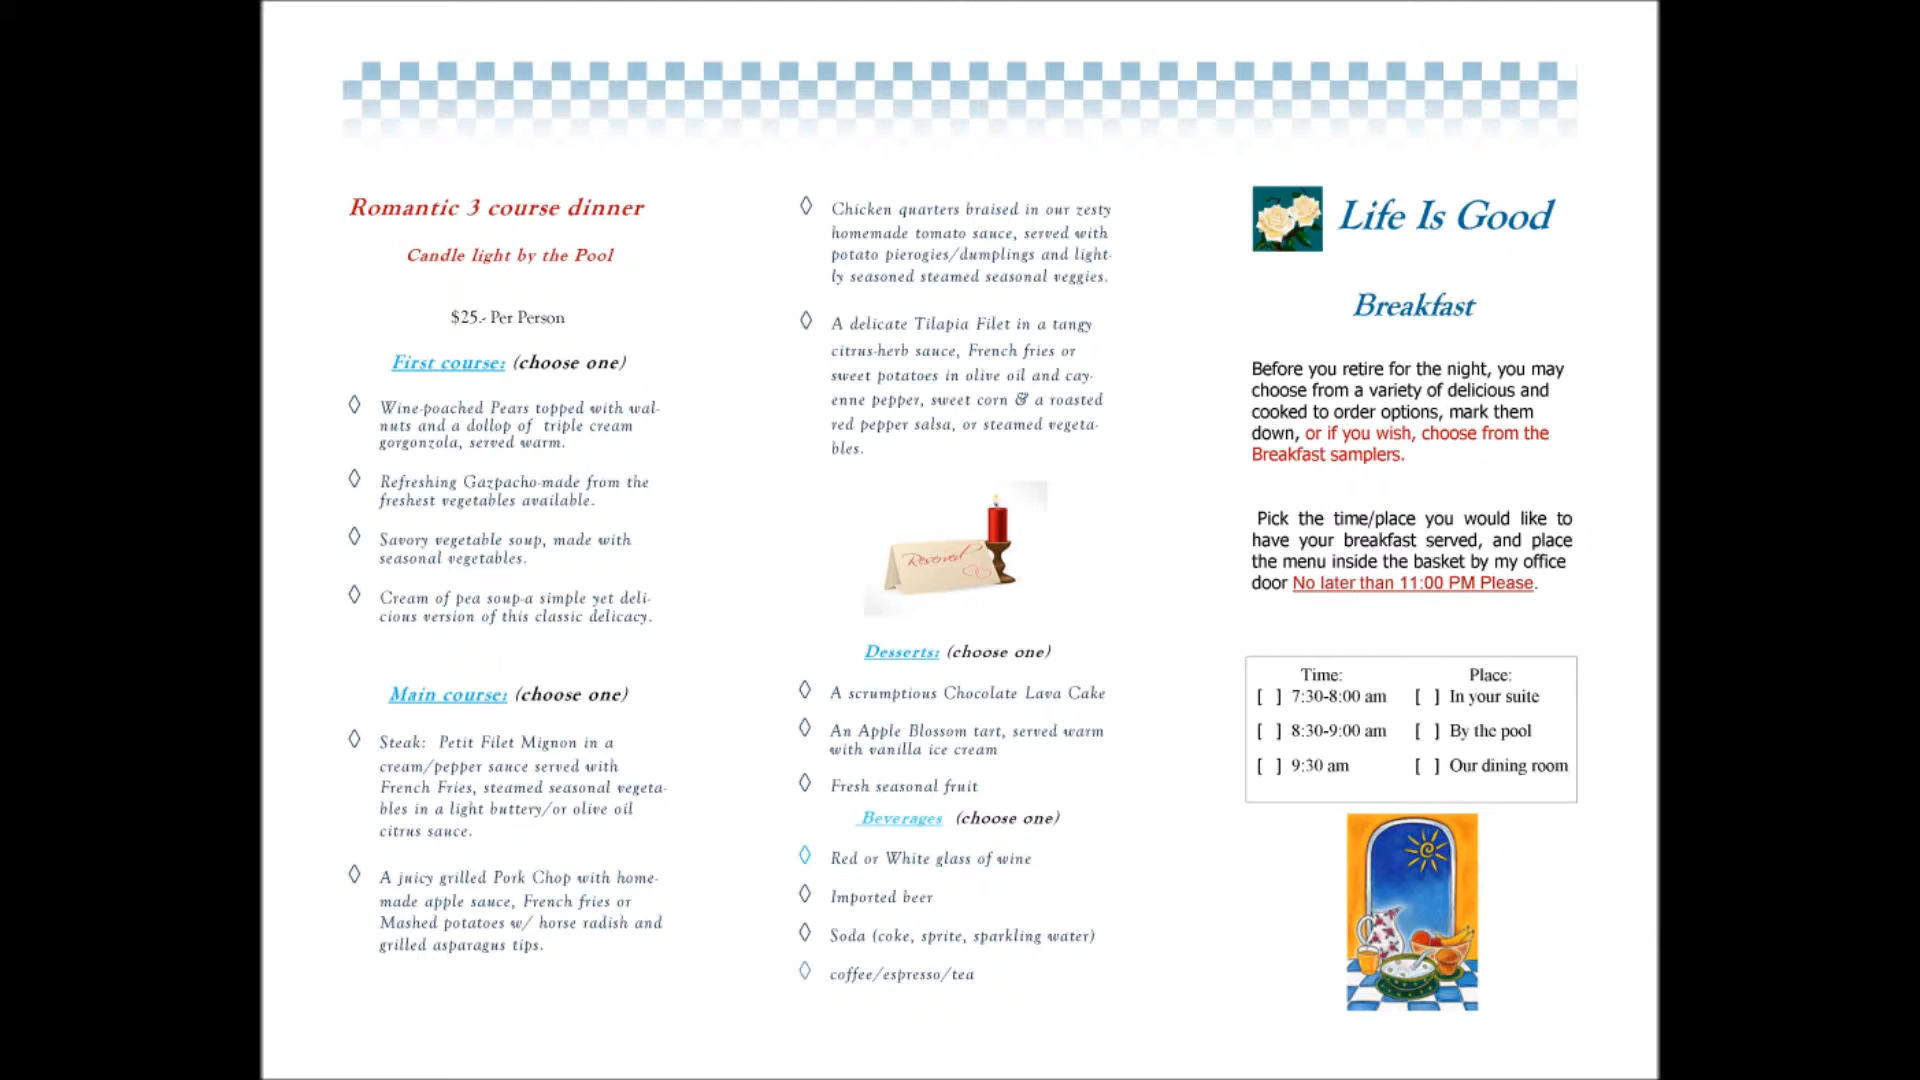 Romantic 3 course dinner
Candle light by the Pool
$25.- Per Person
First course: (choose one)
◊ Wine-poached Pears topped with wal-
nuts and a dollop of triple cream
gorgonzola, served warm.
◊ Refreshing Gazpacho-made from the
freshest vegetables available.
◊ Savory vegetable soup, made with
seasonal vegetables.
◊ Cream of pea soup-a simple yet deli-
cious version of this classic delicacy.
Main course: (choose one)
◊ Steak: Petit Filet Mignon in a
cream/pepper sauce served with
French Fries, steamed seasonal vegeta-
bles in a light buttery/or olive oil
citrus sauce.
◊ A juicy grilled Pork Chop with home-
made apple sauce, French fries or
Mashed potatoes w/ horse radish and
grilled asparagus tips.
◊ Chicken quarters braised in our zesty
homemade tomato sauce, served with
potato pierogies/dumplings and light-
ly seasoned steamed seasonal veggies.
◊ A delicate Tilapia Filet in a tangy
citrus-herb sauce, French fries or
sweet potatoes in olive oil and cay-
enne pepper, sweet corn & a roasted
red pepper salsa, or steamed vegeta-
bles.
Reserved
Desserts: (choose one)
◊ A scrumptious Chocolate Lava Cake
◊ An Apple Blossom tart, served warm
with vanilla ice cream
◊ Fresh seasonal fruit
Beverages (choose one)
◊ Red or White glass of wine
◊ Imported beer
◊ Soda (coke, sprite, sparkling water)
◊ coffee/espresso/tea
Life Is Good
Breakfast
Before you retire for the night, you may
choose from a variety of delicious and
cooked to order options, mark them
down, or if you wish, choose from the
Breakfast samplers.
Pick the time/place you would like to
have your breakfast served, and place
the menu inside the basket by my office
door No later than 11:00 PM Please.
Time: Place:
[ ] 7:30-8:00 am [ ] In your suite
[ ] 8:30-9:00 am [ ] By the pool
[ ] 9:30 am [ ] Our dining room